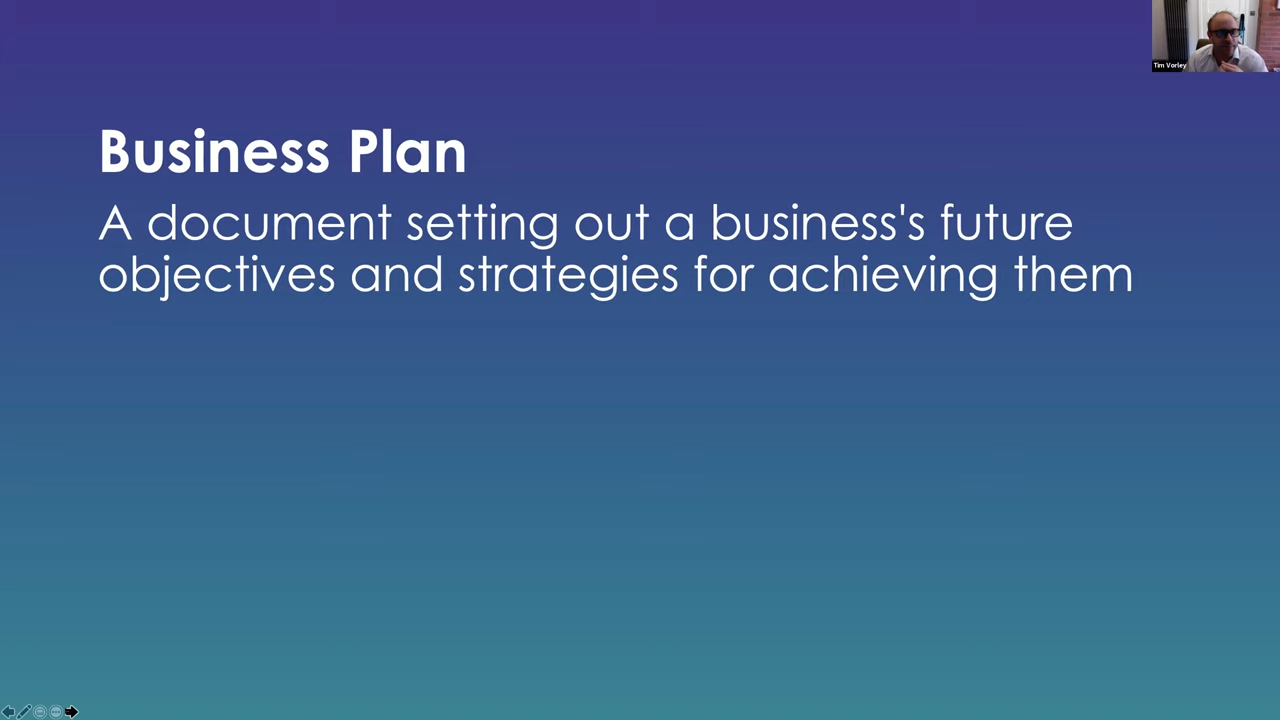 Tim Vorley
Business Plan
A document setting out a business's future
objectives and strategies for achieving them